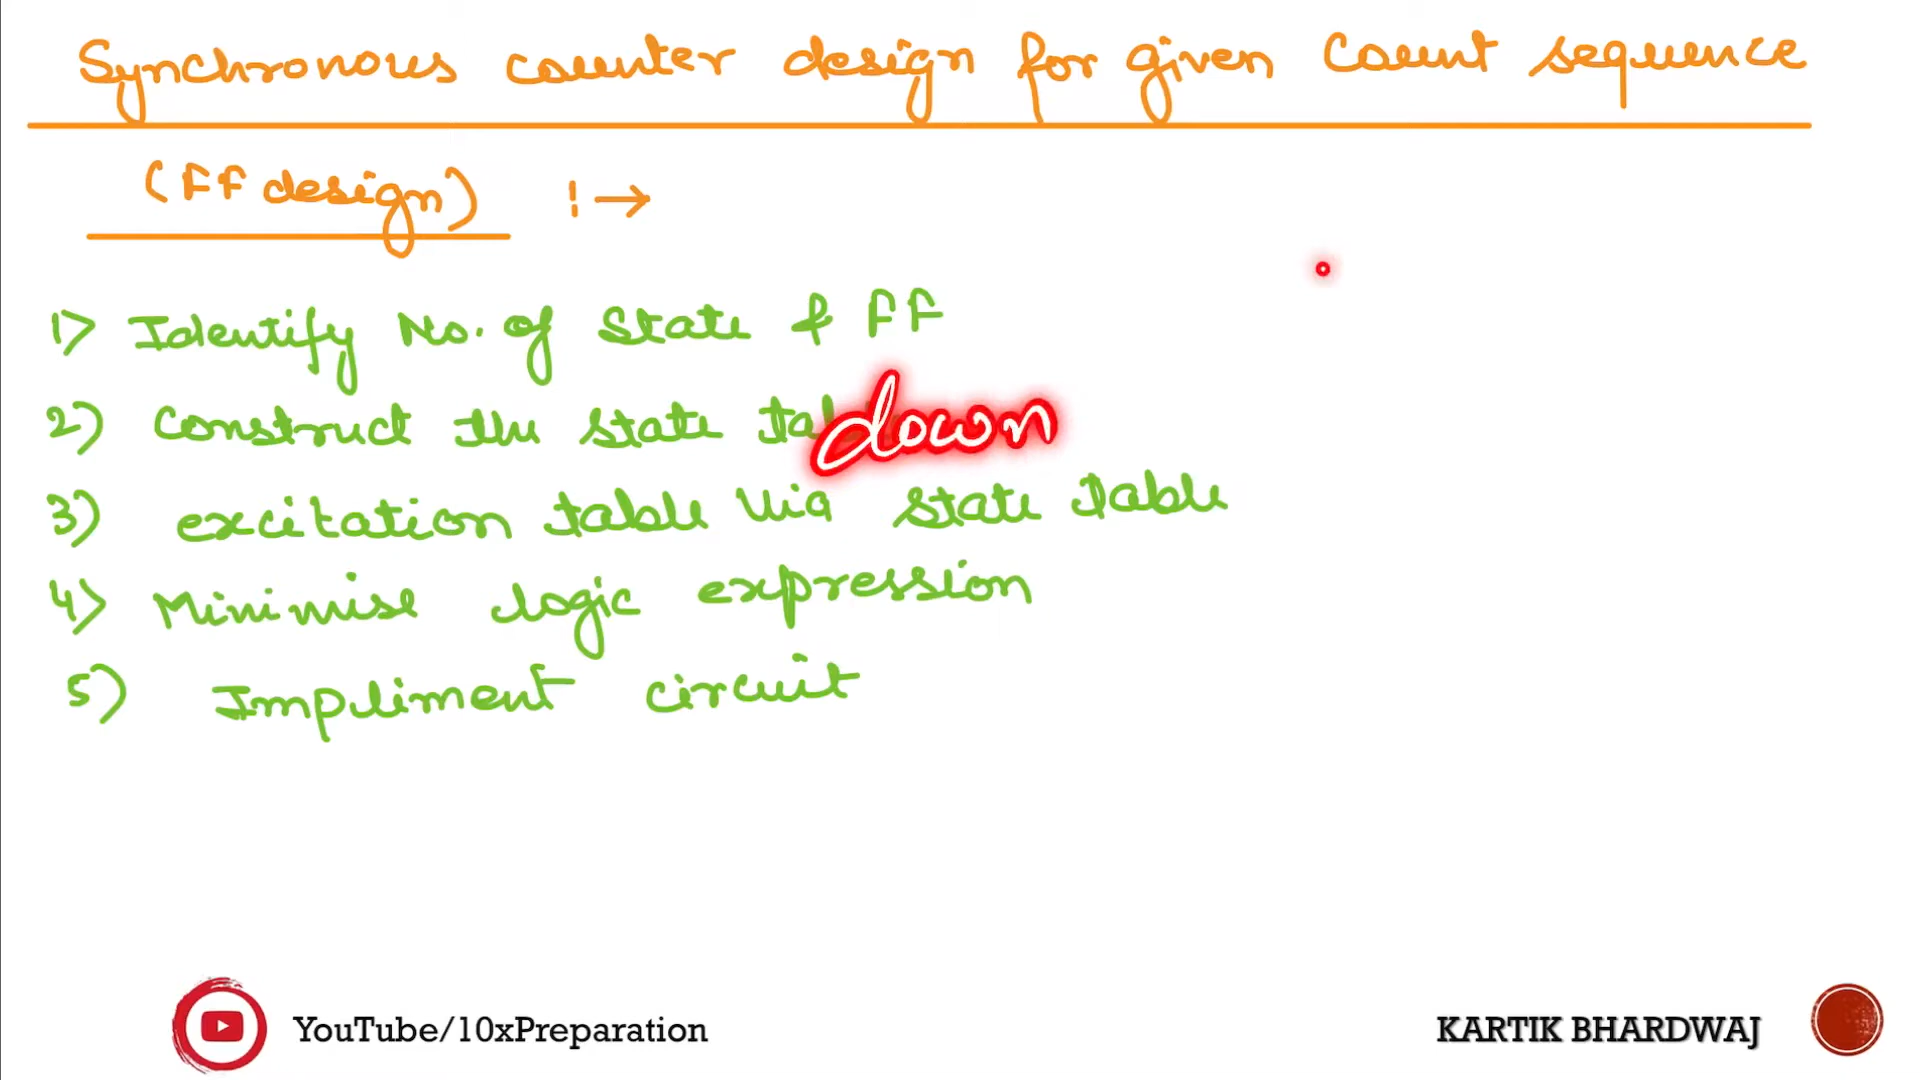 Synchronous counter design for given Count sequence
(FF design) :→
1) Identify No. of State & FF
2) Construct the state tab down
3) excitation table via state table
4) Minimise logic expression
5) Impliment circuit
YouTube/10xPreparation
KARTIK BHARDWAJ